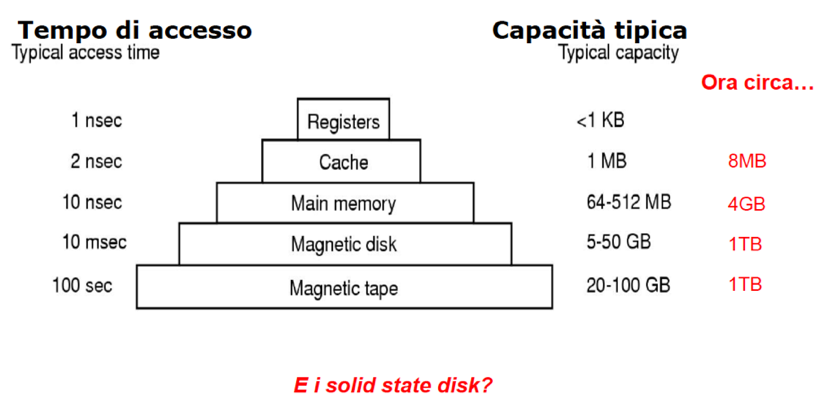 Tempo di accesso Capacità tipica
Typical access time Typical capacity
Ora circa...
1 nsec Registers <1 KB
2 nsec Cache 1 MB 8MB
10 nsec Main memory 64-512 MB 4GB
10 msec Magnetic disk 5-50 GB 1TB
100 sec Magnetic tape 20-100 GB 1TB
E i solid state disk?